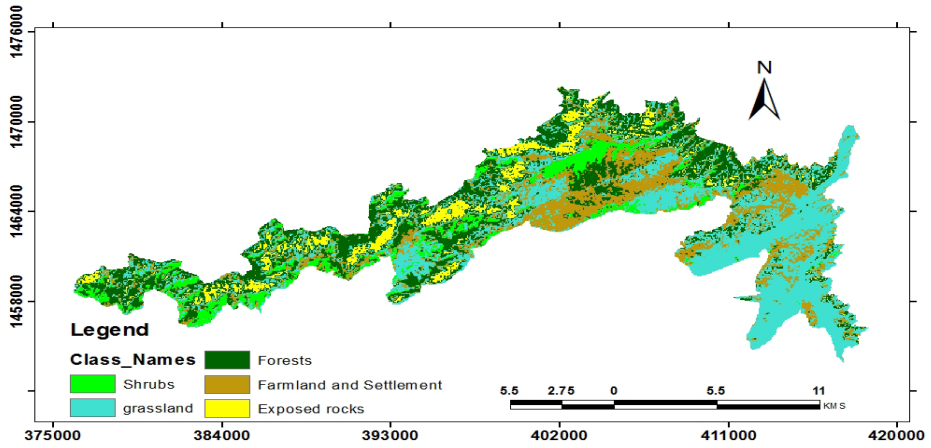 1476000
1470000
1464000
1458000
N
Legend
Class_Names
Shrubs
grassland
Forests
Farmland and Settlement
Exposed rocks
5.5 2.75 0 5.5 11
KMS
375000 384000 393000 402000 411000 420000